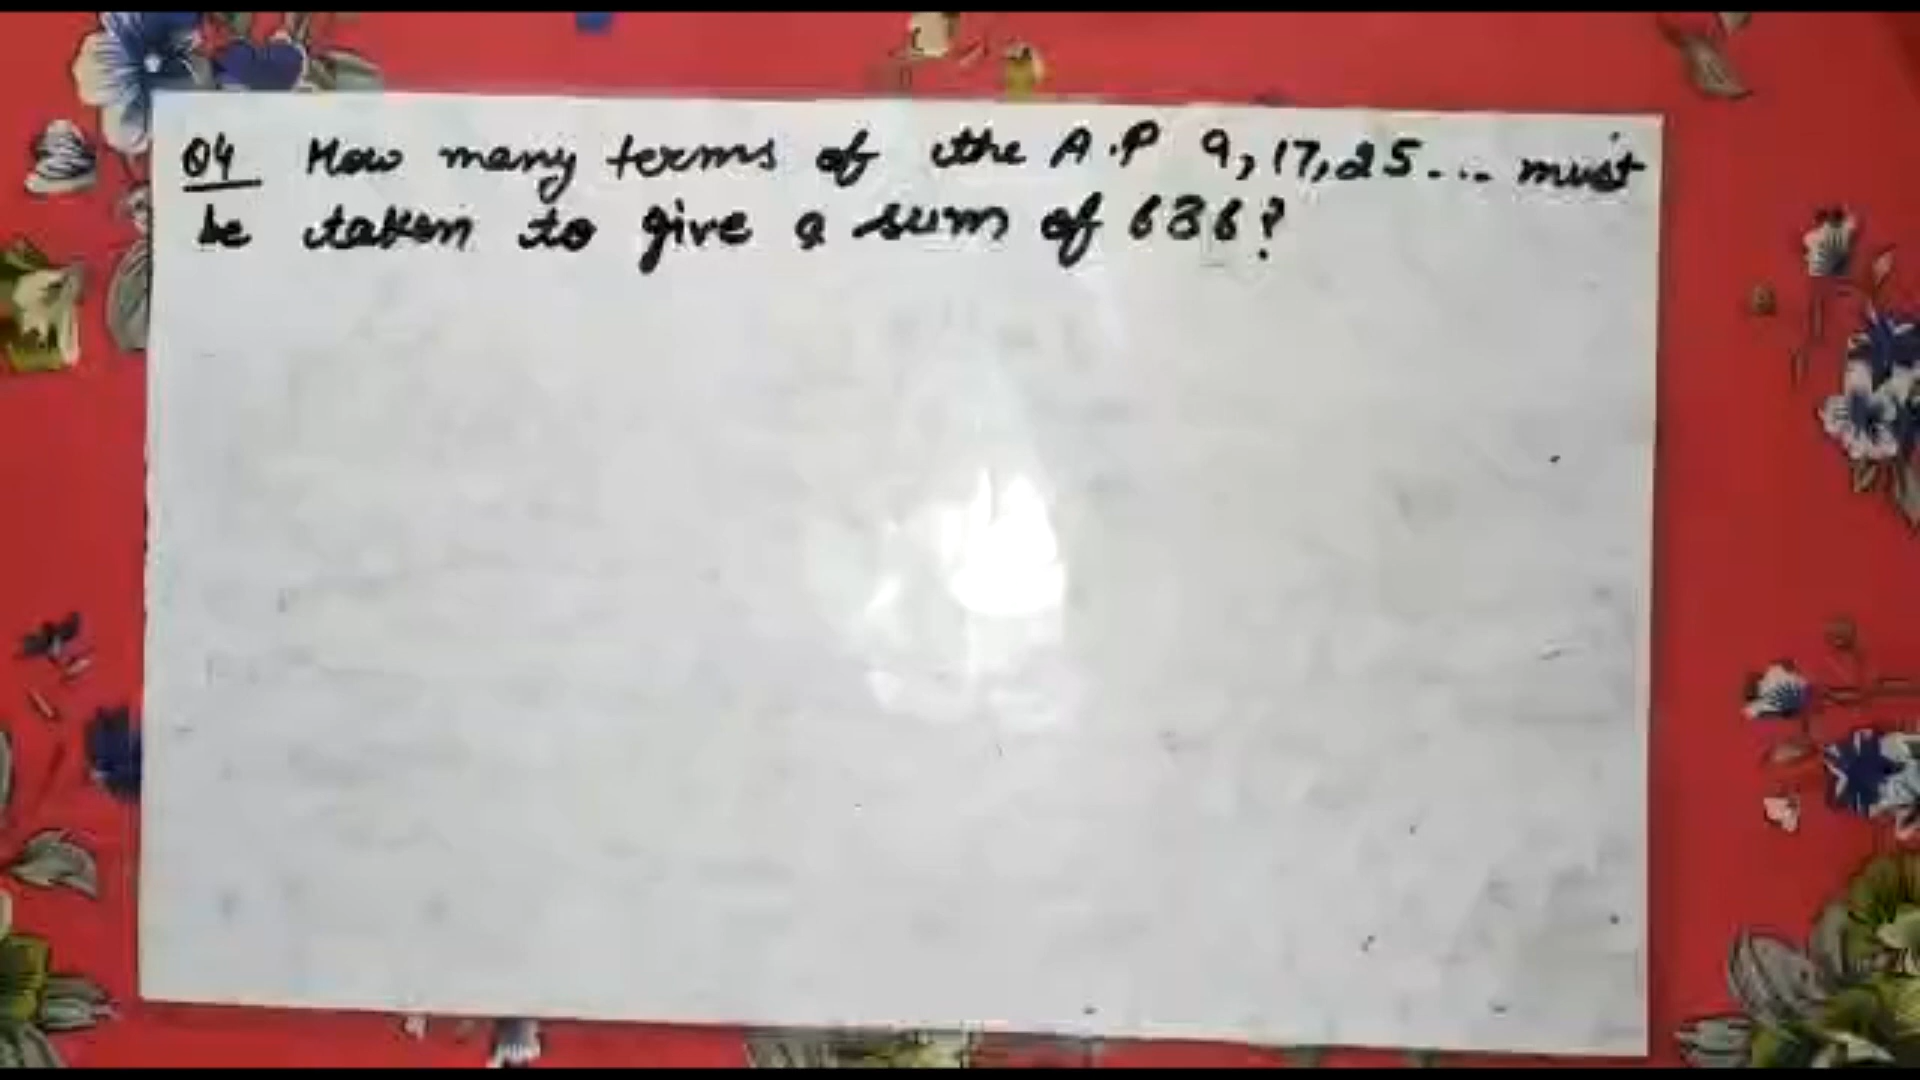 Q4 How many terms of the A.P 9, 17, 25... must
be taken to give a sum of 636?